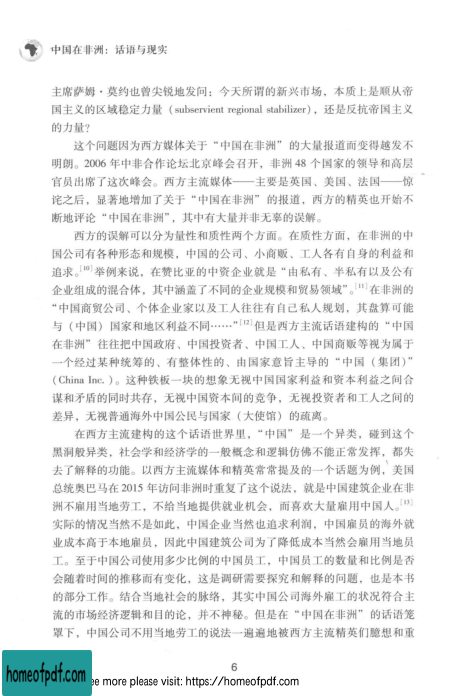 中国在非洲：话语与现实
主席萨姆·莫约也曾尖锐地发问：今天所谓的新兴市场，本质上是顺从帝
国主义的区域稳定力量（subservient regional stabilizer），还是反抗帝国主义
的力量？
这个问题因为西方媒体关于“中国在非洲”的大量报道而变得越发不
明朗。2006 年中非合作论坛北京峰会召开，非洲 48 个国家的领导和高层
官员出席了这次峰会。西方主流媒体——主要是英国、美国、法国——惊
诧之后，显著地增加了关于“中国在非洲”的报道，西方的精英也开始不
断地评论“中国在非洲”，其中有大量并非无辜的误解。
西方的误解可以分为量性和质性两个方面。在质性方面，在非洲的中
国公司有各种形态和规模，中国的公司、小商贩、工人各有自身的利益和
追求。[10]举例来说，在赞比亚的中资企业就是“由私有、半私有以及公有
企业组成的混合体，其中涵盖了不同的企业规模和贸易领域”。[11]在非洲的
“中国商贸公司、个体企业家以及工人往往有自己私人规划，其盘算可能
与（中国）国家和地区利益不同……”[12]但是西方主流话语建构的“中国
在非洲”往往把中国政府、中国投资者、中国工人、中国商贩等视为属于
一个经过某种统筹的、有整体性的、由国家意旨主导的“中国（集团）”
（China Inc.）。这种铁板一块的想象无视中国国家利益和资本利益之间合
谋和矛盾的同时共存，无视中国资本间的竞争，无视投资者和工人之间的
差异，无视普通海外中国公民与国家（大使馆）的疏离。
在西方主流建构的这个话语世界里，“中国”是一个异类，碰到这个
黑洞般异类，社会学和经济学的一般概念和逻辑仿佛不能正常发挥，都失
去了解释的功能。以西方主流媒体和精英常常提及的一个话题为例，美国
总统奥巴马在 2015 年访问非洲时重复了这个说法，就是中国建筑企业在非
洲不雇用当地劳工，不给当地提供就业机会，而喜欢大量雇用中国人。[13]
实际的情况当然不是如此，中国企业当然也追求利润，中国雇员的海外就
业成本高于本地雇员，因此中国建筑公司为了降低成本当然会雇用当地员
工。至于中国公司使用多少比例的中国员工，中国员工的数量和比例是否
会随着时间的推移而有变化，这是调研需要探究和解释的问题，也是本书
的部分工作。结合当地社会的脉络，其实中国公司海外雇工的状况符合主
流的市场经济逻辑和目的论，并不神秘。但是在“中国在非洲”的话语笼
罩下，中国公司不用当地劳工的说法一遍遍地被西方主流精英们臆想和重
6
homeofpdf.com
ee more please visit: https://homeofpdf.com